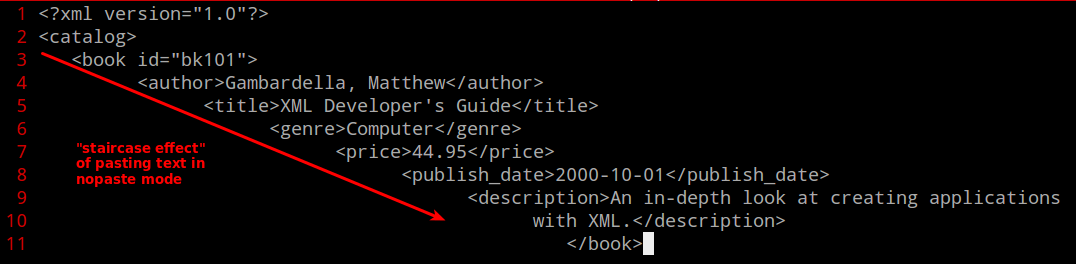 1 <?xml version="1.0"?>
2 <catalog>
3 <book id="bk101">
4 <author>Gambardella, Matthew</author>
5 <title>XML Developer's Guide</title>
6 <genre>Computer</genre>
7 <price>44.95</price>
8 <publish_date>2000-10-01</publish_date>
9 <description>An in-depth look at creating applications
10 with XML.</description>
11 </book>
"staircase effect"
of pasting text in
nopaste mode